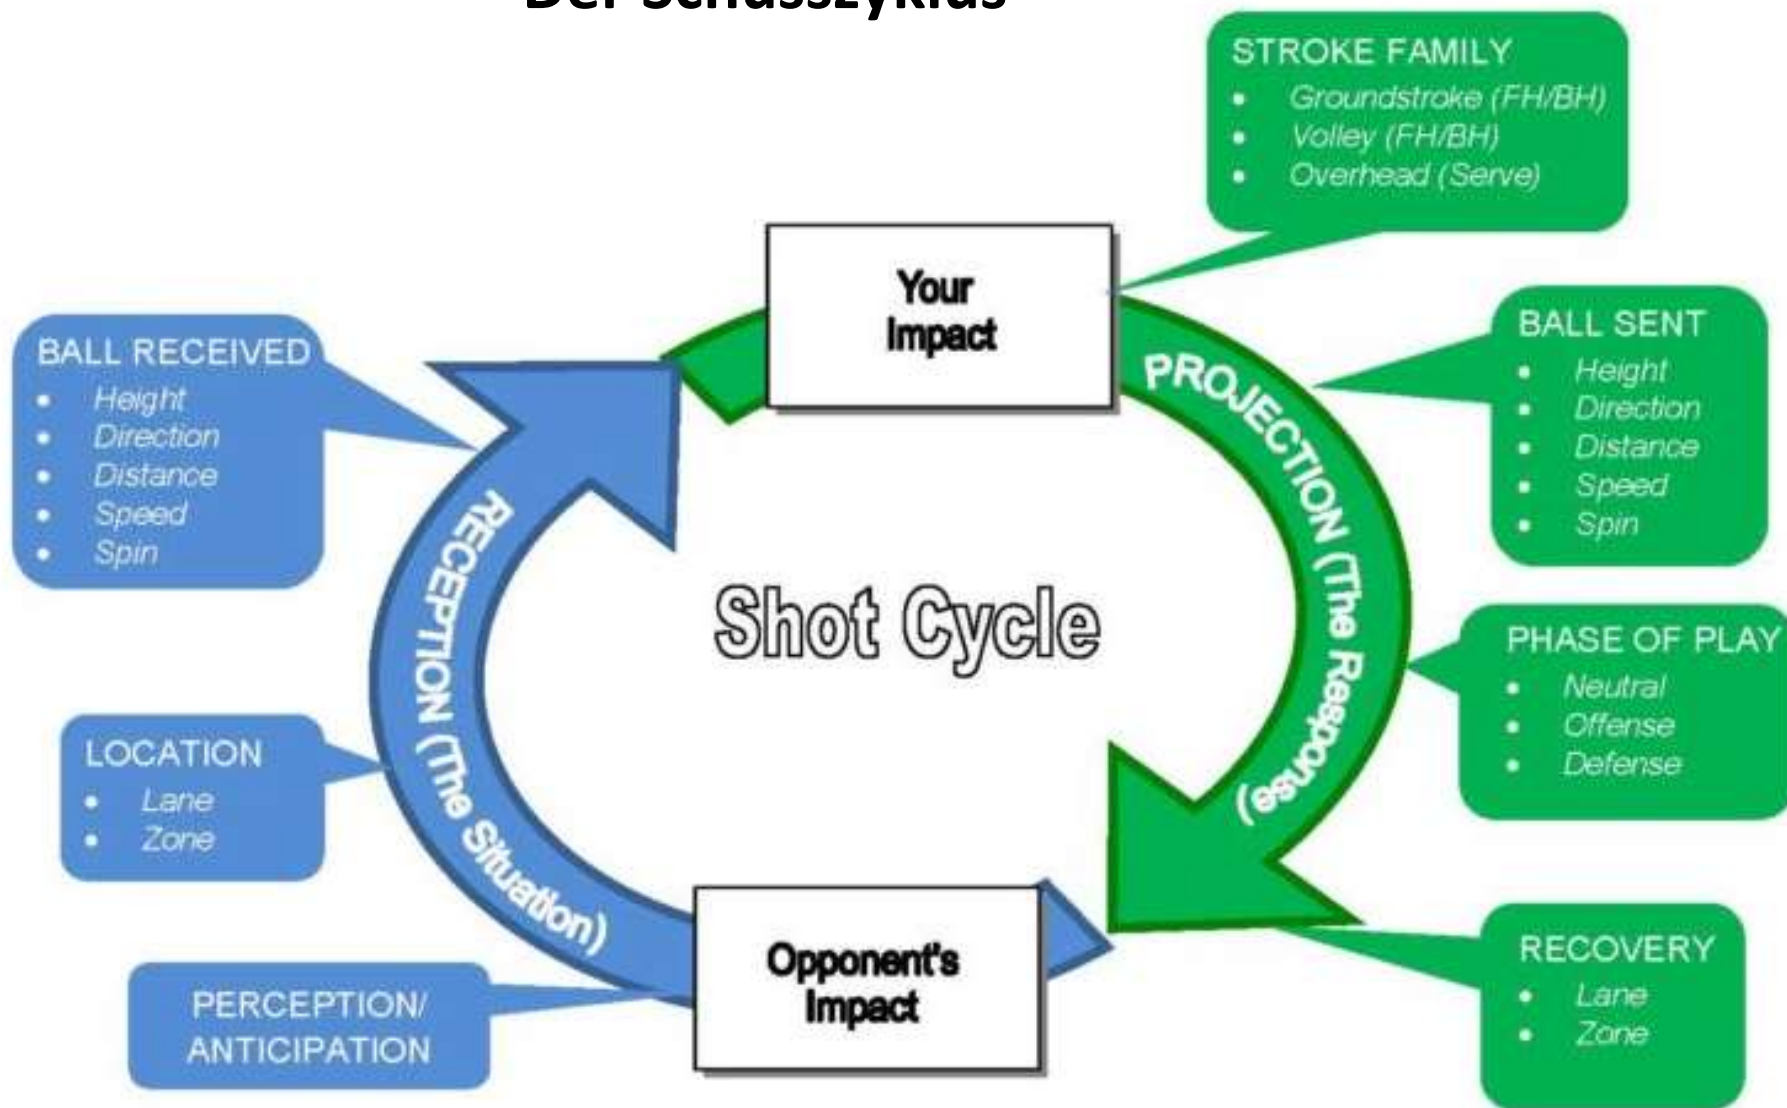 Der Schusszyklus
STROKE FAMILY
• Groundstroke (FH/BH)
• Volley (FH/BH)
• Overhead (Serve)
Your
Impact
BALL RECEIVED
• Height
• Direction
• Distance
• Speed
• Spin
BALL SENT
• Height
• Direction
• Distance
• Speed
• Spin
PROJECTION (The Response)
RECEPTION (The Situation)
Shot Cycle
PHASE OF PLAY
• Neutral
• Offense
• Defense
LOCATION
• Lane
• Zone
Opponent's
Impact
RECOVERY
• Lane
• Zone
PERCEPTION/
ANTICIPATION